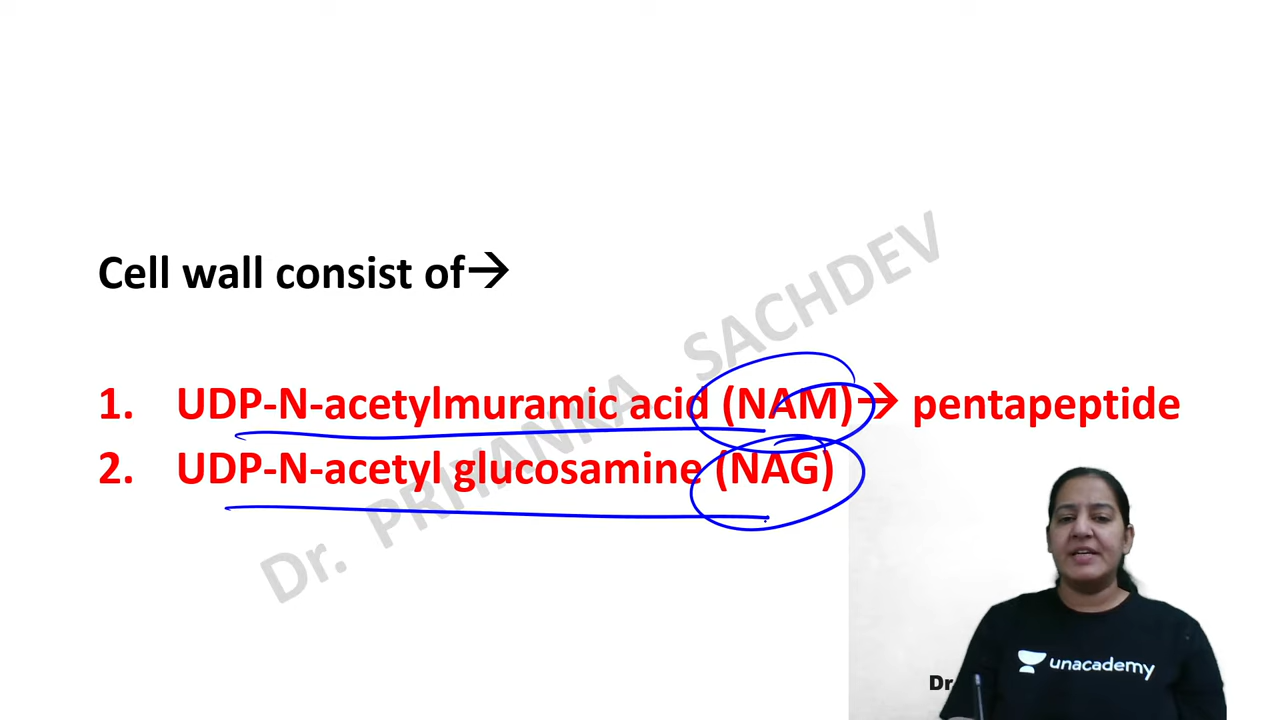 Cell wall consist of→
1. UDP-N-acetylmuramic acid (NAM)→ pentapeptide
2. UDP-N-acetyl glucosamine (NAG)
Dr. PRIYANKA SACHDEV
unacademy
Dr